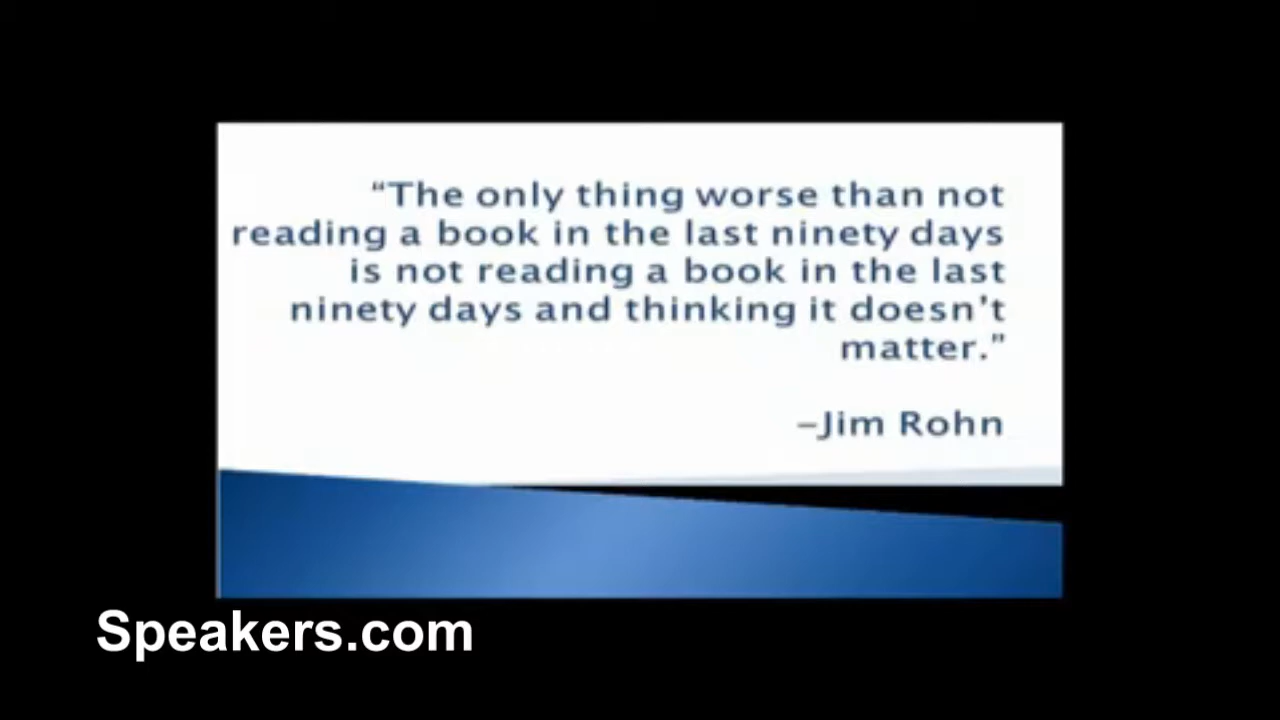 “The only thing worse than not
reading a book in the last ninety days
is not reading a book in the last
ninety days and thinking it doesn't
matter.”
–Jim Rohn
Speakers.com